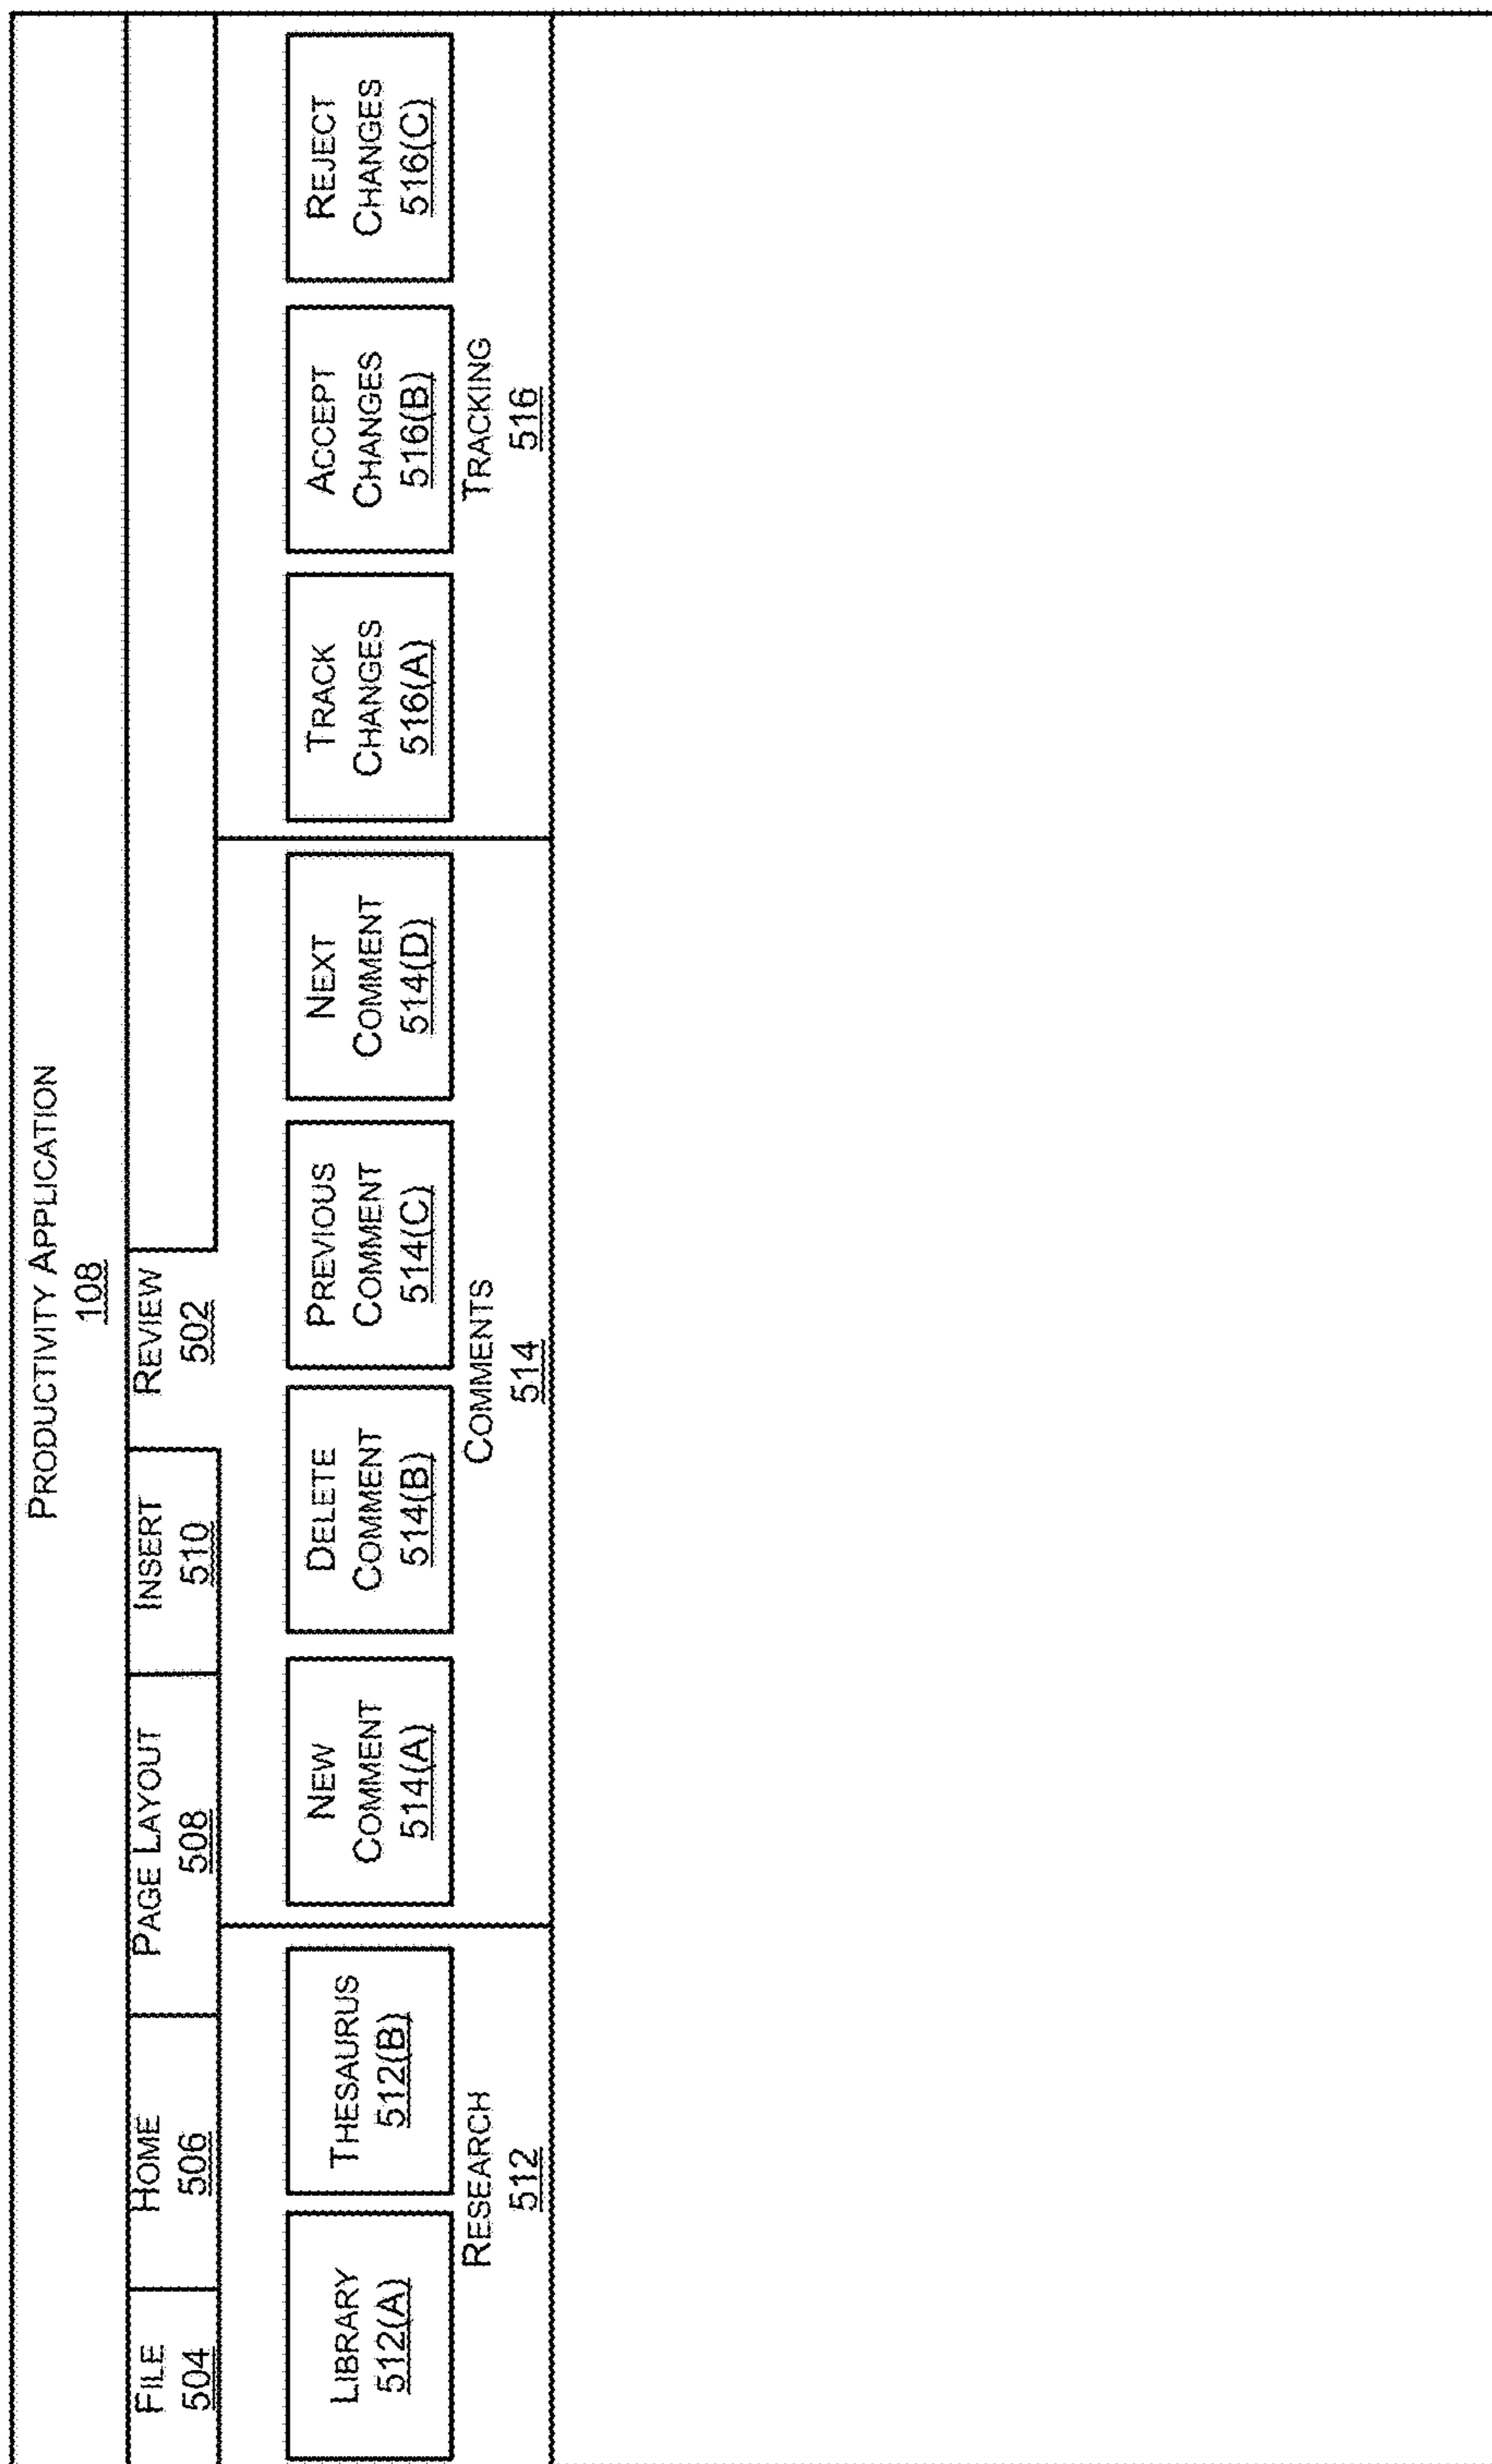 PRODUCTIVITY APPLICATION
108
FILE
504
HOME
506
PAGE LAYOUT
508
INSERT
510
REVIEW
502
LIBRARY
512(A)
THESAURUS
512(B)
RESEARCH
512
NEW
COMMENT
514(A)
DELETE
COMMENT
514(B)
PREVIOUS
COMMENT
514(C)
NEXT
COMMENT
514(D)
COMMENTS
514
TRACK
CHANGES
516(A)
ACCEPT
CHANGES
516(B)
REJECT
CHANGES
516(C)
TRACKING
516